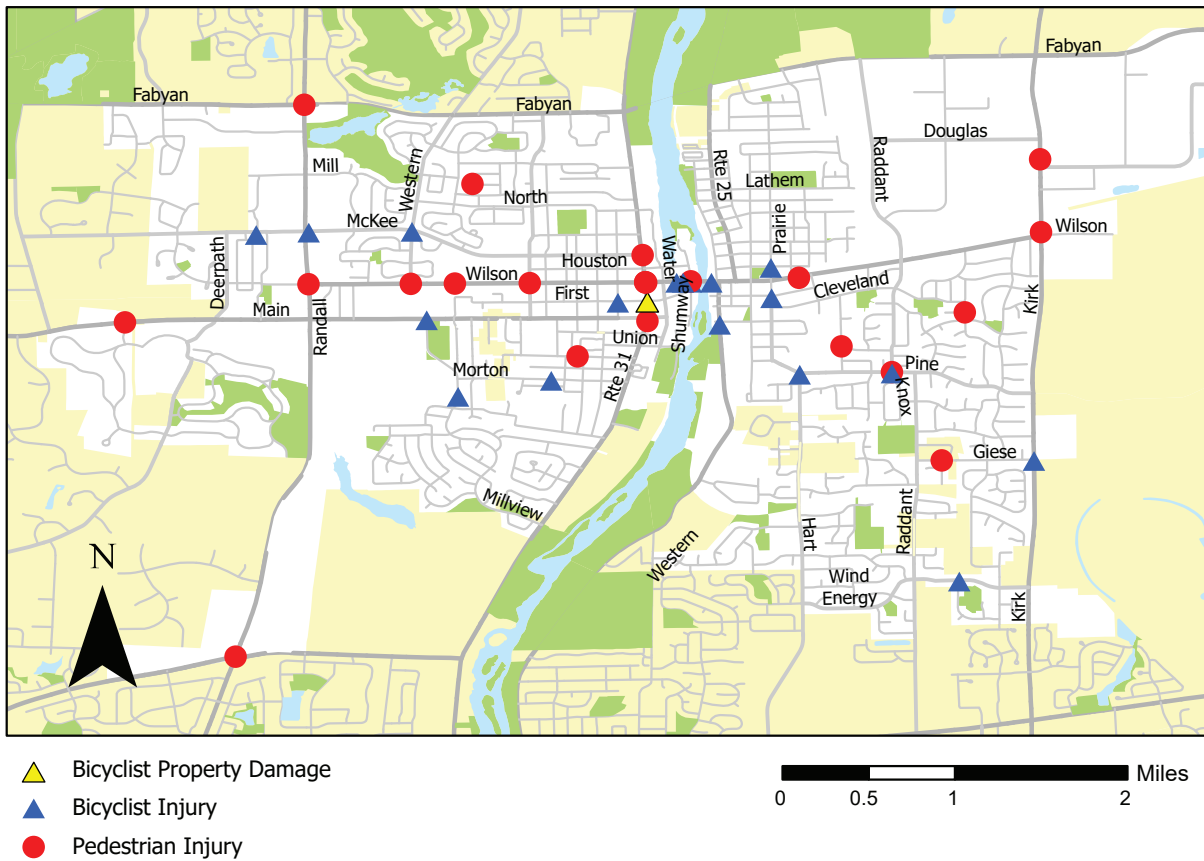 Fabyan
Fabyan
Fabyan
Douglas
Mill
Western
North
Rte 25
Lathem
Raddant
McKee
Prairie
Wilson
Deerpath
Houston
Water
Wilson
First
Shumway
Cleveland
Kirk
Main
Randall
Union
Morton
Rte 31
Pine
Knox
Giese
Millview
Western
Hart
Raddant
Wind
Energy
Kirk
N
Bicyclist Property Damage
Bicyclist Injury
Pedestrian Injury
Miles
0 0.5 1 2